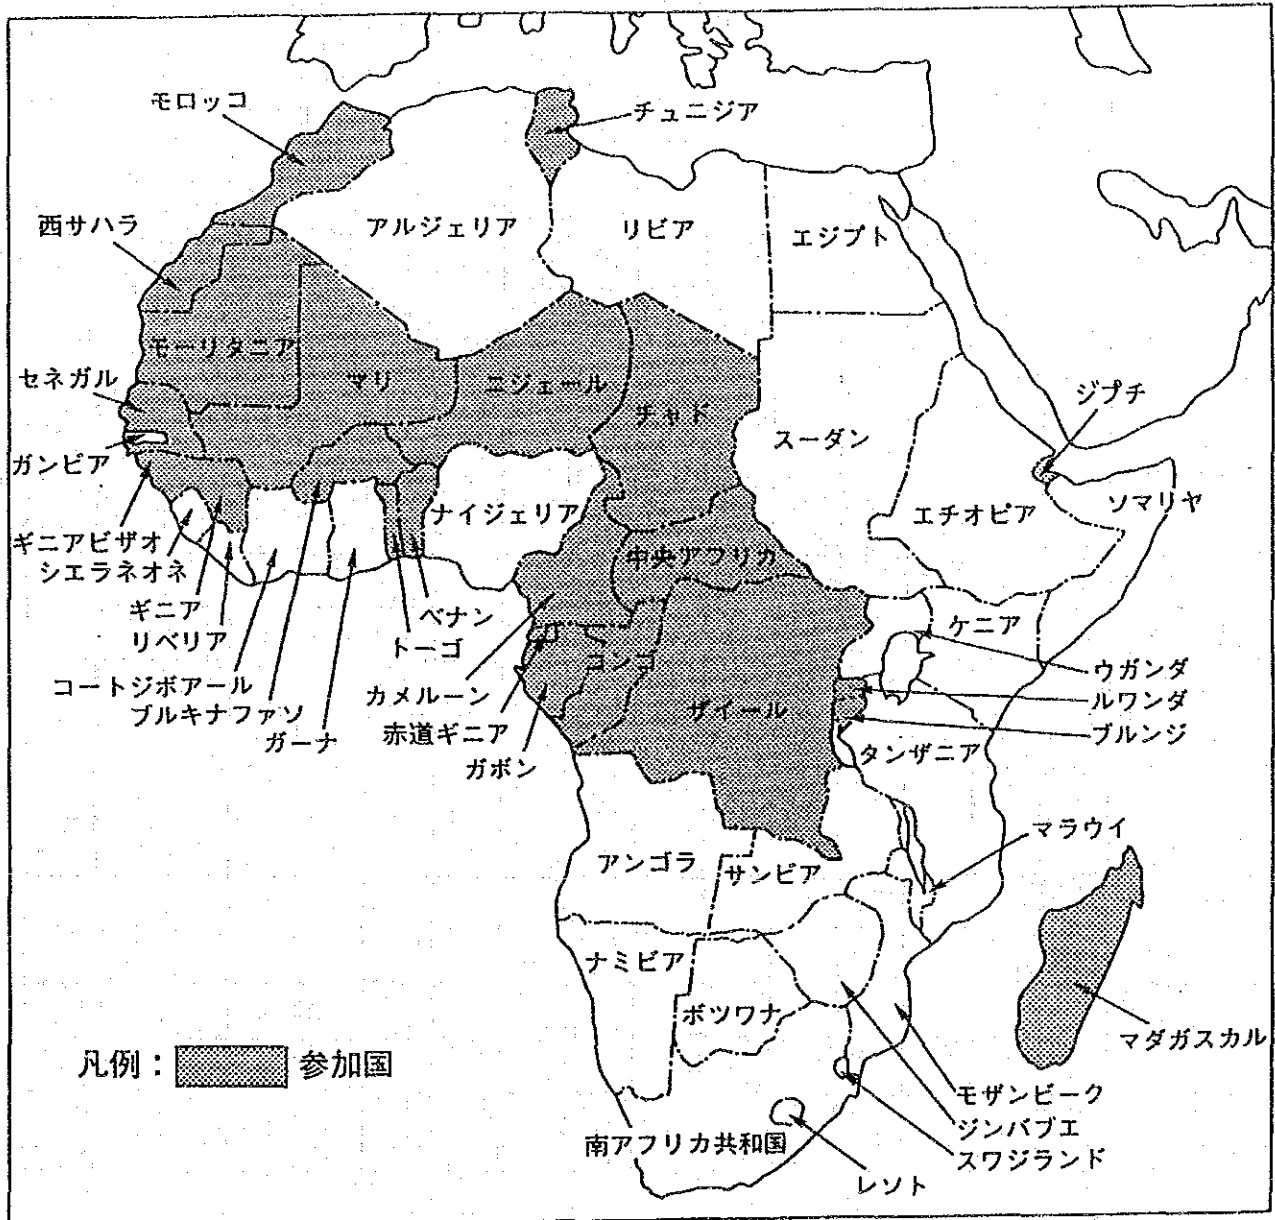 モロッコ
チュニジア
西サハラ
アルジェリア
リビア
エジプト
モーリタニア
セネガル
マリ
ニジェール
チャド
ジプチ
スーダン
ガンビア
ナイジェリア
エチオピア
ソマリヤ
ギニアビザオ
シエラネオネ
中央アフリカ
ギニア
ベナン
リベリア
トーゴ
コンゴ
ケニア
コートジボアール
カメルーン
ウガンダ
ブルキナファソ
ルワンダ
ガーナ
赤道ギニア
ザイール
ブルンジ
ガボン
タンザニア
マラウイ
アンゴラ
サンビア
ナミビア
ボツワナ
マダガスカル
凡例：参加国
モザンビーク
ジンバブエ
南アフリカ共和国
スワジランド
レソト